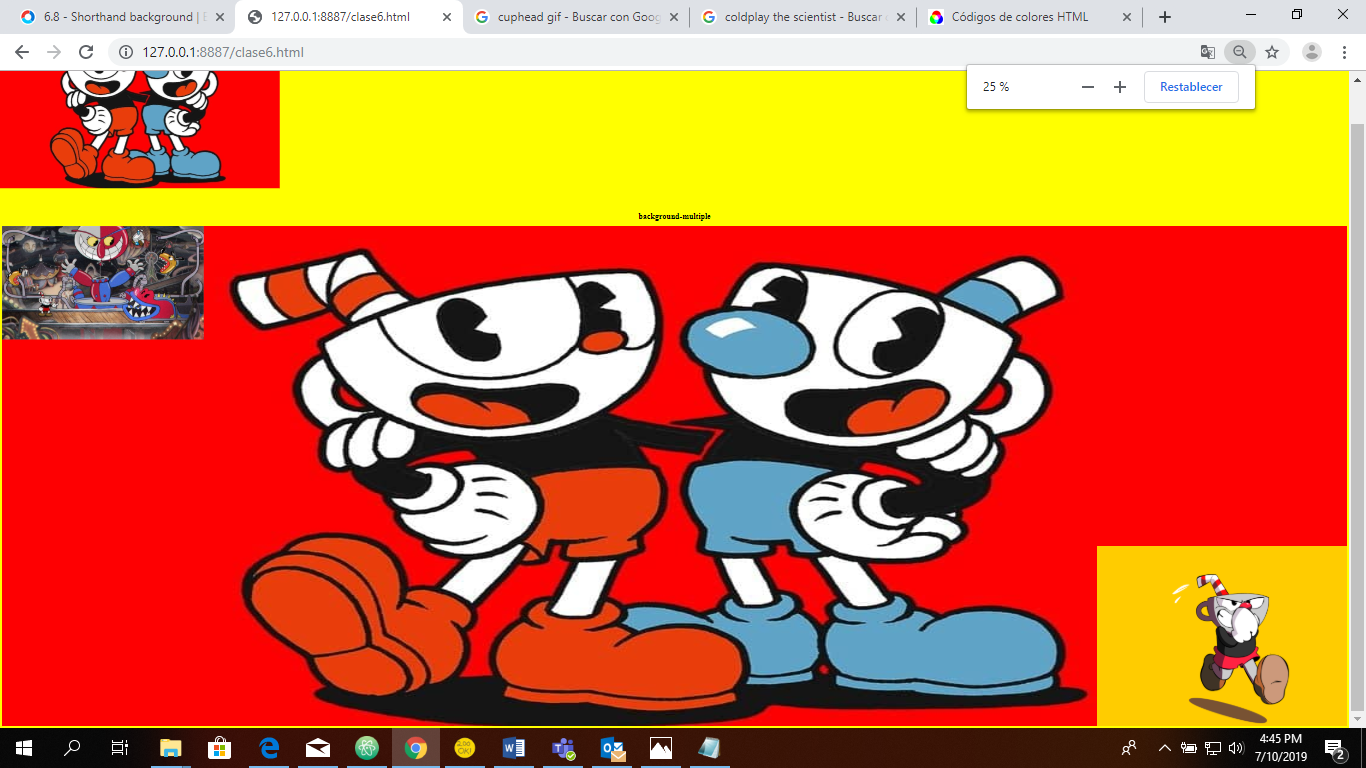 6.8 - Shorthand background | E
127.0.0.1:8887/clase6.html
cuphead gif - Buscar con Goog
coldplay the scientist - Buscar
Códigos de colores HTML
127.0.0.1:8887/clase6.html
25 %
Restablecer
background-multiple
4:45 PM
7/10/2019
2